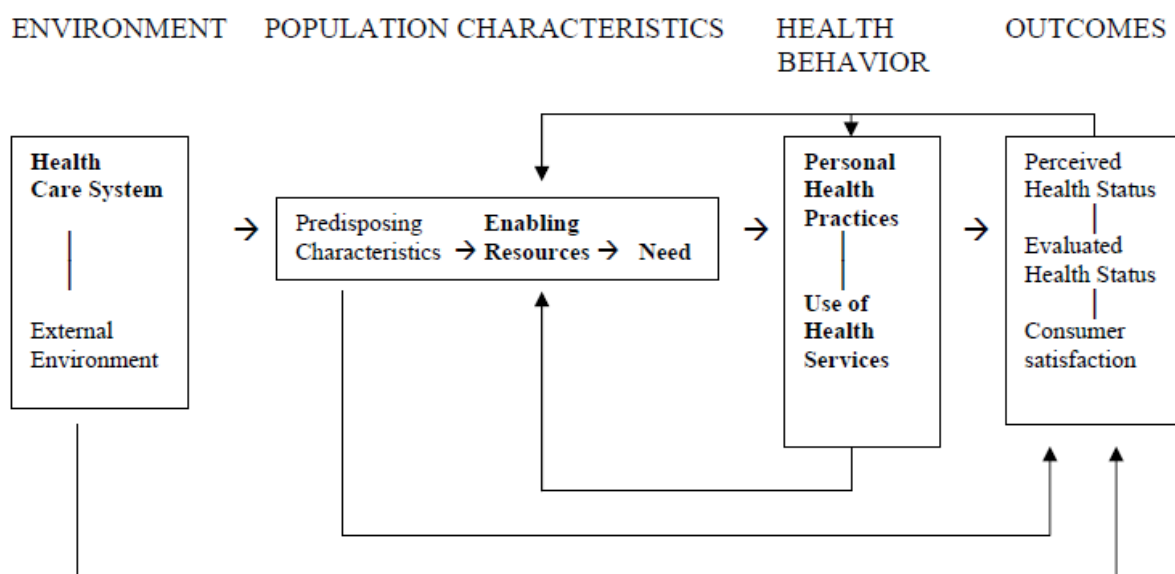 ENVIRONMENT
POPULATION CHARACTERISTICS
HEALTH
BEHAVIOR
OUTCOMES
Health
Care System
External
Environment
Predisposing
Characteristics
Enabling
Resources
Need
Personal
Health
Practices
Use of
Health
Services
Perceived
Health Status
Evaluated
Health Status
Consumer
satisfaction